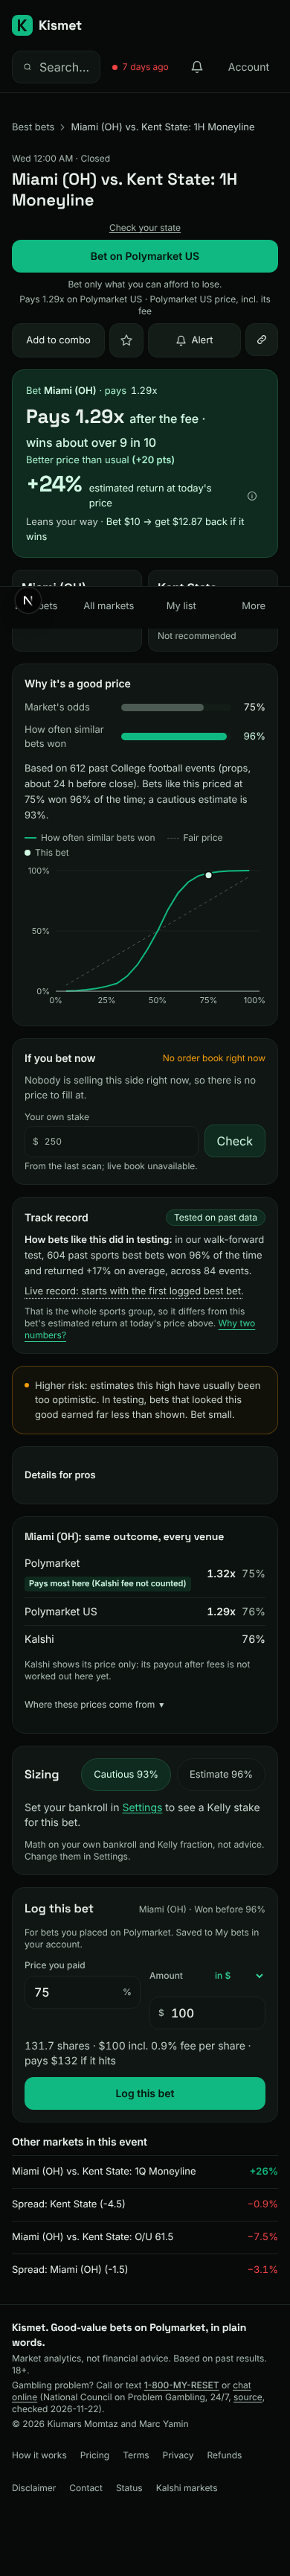 Kismet
Search...
7 days ago
Account
Best bets > Miami (OH) vs. Kent State: 1H Moneyline
Wed 12:00 AM · Closed
Miami (OH) vs. Kent State: 1H
Moneyline
Check your state
Bet on Polymarket US
Bet only what you can afford to lose.
Pays 1.29x on Polymarket US · Polymarket US price, incl. its
fee
Add to combo
Alert
Bet Miami (OH) · pays 1.29x
Pays 1.29x after the fee ·
wins about over 9 in 10
Better price than usual (+20 pts)
+24% estimated return at today's
price
Leans your way · Bet $10 → get $12.87 back if it
wins
N
bets
All markets
My list
More
Not recommended
Why it's a good price
Market's odds
75%
How often similar
bets won
96%
Based on 612 past College football events (props,
about 24 h before close). Bets like this priced at
75% won 96% of the time; a cautious estimate is
93%.
How often similar bets won
Fair price
This bet
100%
50%
0%
0%
25%
50%
75%
100%
If you bet now
No order book right now
Nobody is selling this side right now, so there is no
price to fill at.
Your own stake
$ 250
Check
From the last scan; live book unavailable.
Track record
Tested on past data
How bets like this did in testing: in our walk-forward
test, 604 past sports best bets won 96% of the time
and returned +17% on average, across 84 events.
Live record: starts with the first logged best bet.
That is the whole sports group, so it differs from this
bet's estimated return at today's price above. Why two
numbers?
Higher risk: estimates this high have usually been
too optimistic. In testing, bets that looked this
good earned far less than shown. Bet small.
Details for pros
Miami (OH): same outcome, every venue
Polymarket
Pays most here (Kalshi fee not counted)
1.32x 75%
Polymarket US
1.29x 76%
Kalshi
76%
Kalshi shows its price only: its payout after fees is not
worked out here yet.
Where these prices come from ▾
Sizing
Cautious 93%
Estimate 96%
Set your bankroll in Settings to see a Kelly stake
for this bet.
Math on your own bankroll and Kelly fraction, not advice.
Change them in Settings.
Log this bet
Miami (OH) · Won before 96%
For bets you placed on Polymarket. Saved to My bets in
your account.
Price you paid
75 %
Amount
in $
$ 100
131.7 shares · $100 incl. 0.9% fee per share ·
pays $132 if it hits
Log this bet
Other markets in this event
Miami (OH) vs. Kent State: 1Q Moneyline
+26%
Spread: Kent State (-4.5)
−0.9%
Miami (OH) vs. Kent State: O/U 61.5
−7.5%
Spread: Miami (OH) (-1.5)
−3.1%
Kismet. Good-value bets on Polymarket, in plain
words.
Market analytics, not financial advice. Based on past results.
18+.
Gambling problem? Call or text 1-800-MY-RESET or chat
online (National Council on Problem Gambling, 24/7, source,
checked 2026-11-22).
© 2026 Kiumars Momtaz and Marc Yamin
How it works
Pricing
Terms
Privacy
Refunds
Disclaimer
Contact
Status
Kalshi markets